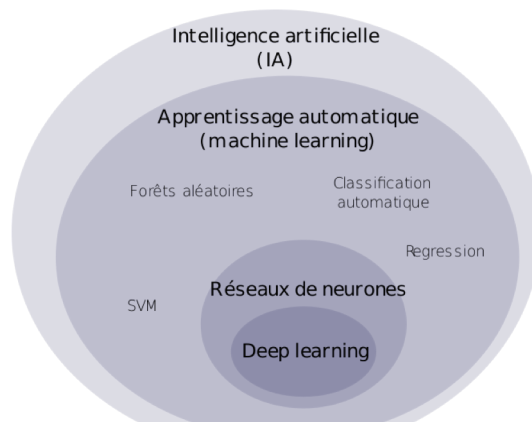 Intelligence artificielle
(IA)
Apprentissage automatique
(machine learning)
Forêts aléatoires
Classification
automatique
Regression
Réseaux de neurones
SVM
Deep learning